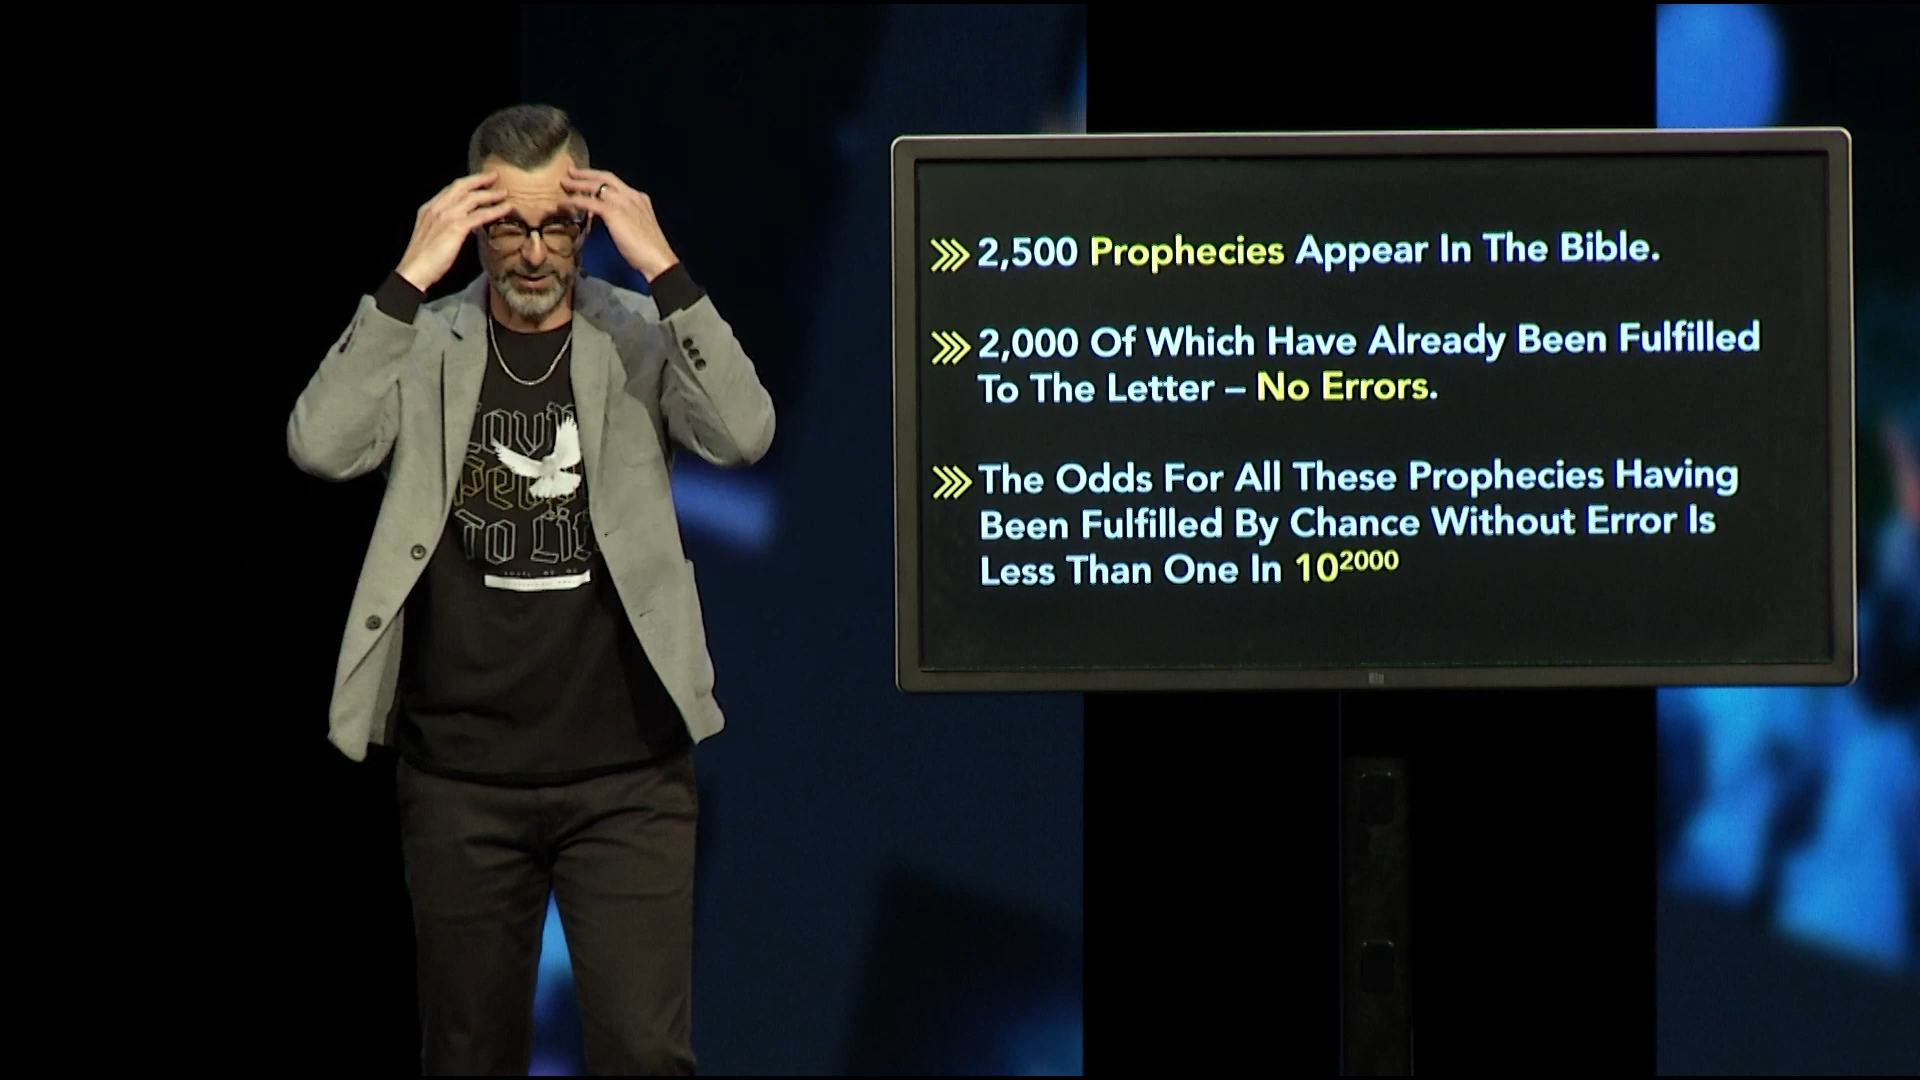 2,500 Prophecies Appear In The Bible.
2,000 Of Which Have Already Been Fulfilled
To The Letter – No Errors.
The Odds For All These Prophecies Having
Been Fulfilled By Chance Without Error Is
Less Than One In 10²⁰⁰⁰
To